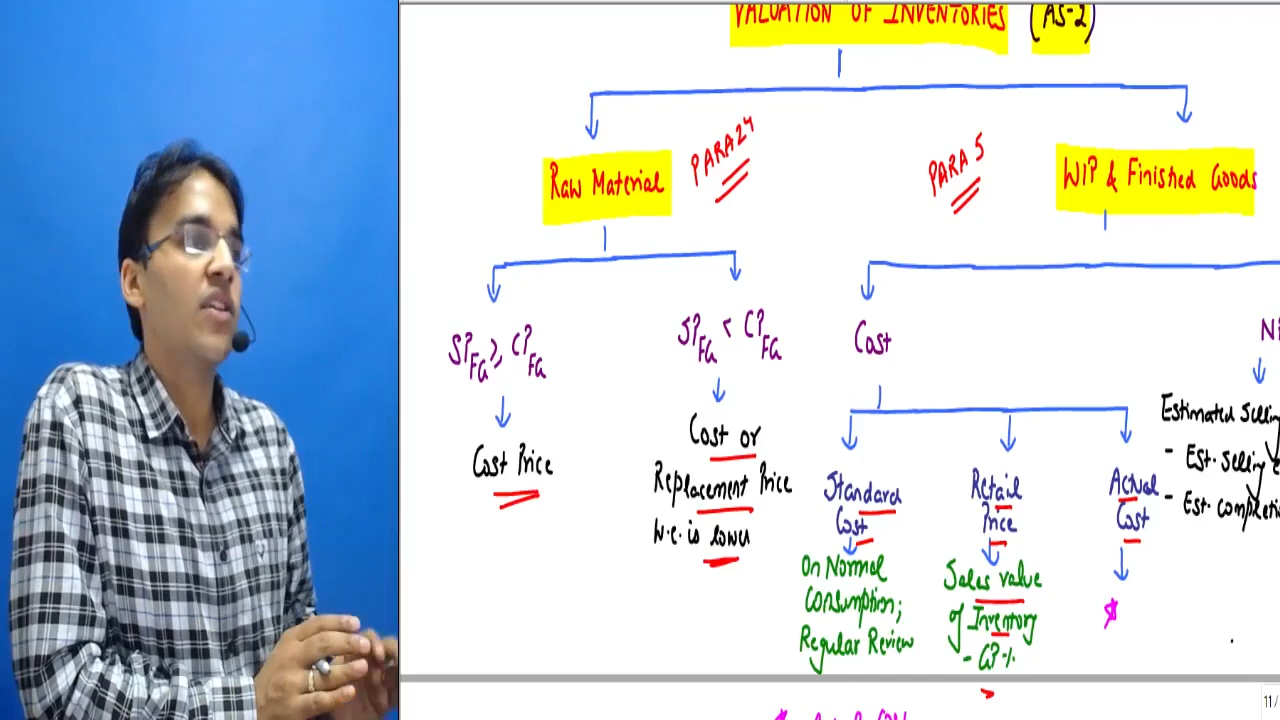 VALUATION OF INVENTORIES (AS-2)
PARA 24
PARA 5
Raw Material
WIP & Finished Goods
SP FG ≥ CP FG
SP FG < CP FG
Cost
Cost Price
Cost or
Replacement Price
w.e. is lower
Standard
Cost
On Normal
Consumption;
Regular Review
Retail
Price
Sales value
of Inventory
- GP%
Actual
Cost
*
Estimated Selling
- Est. selling
- Est.
11/